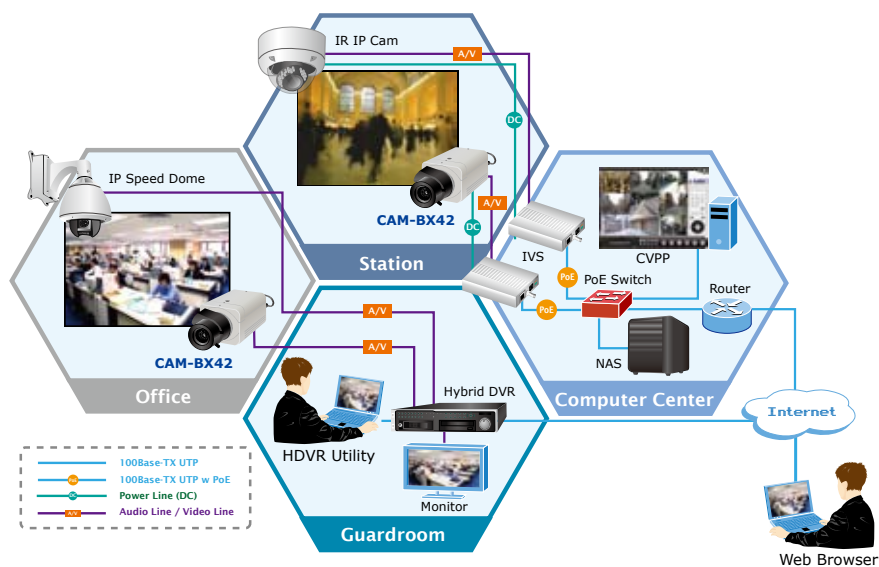 IR IP Cam
A/V
DC
IP Speed Dome
A/V
CAM-BX42
DC
Station
IVS
CVPP
PoE
PoE Switch
Router
PoE
NAS
A/V
A/V
CAM-BX42
Office
Hybrid DVR
Computer Center
Internet
HDVR Utility
Monitor
Guardroom
100Base-TX UTP
PoE
100Base-TX UTP w PoE
DC
Power Line (DC)
A/V
Audio Line / Video Line
Web Browser